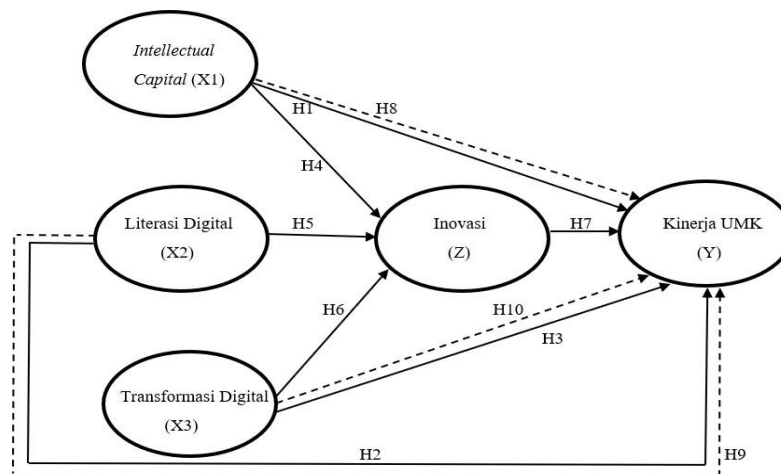 Intellectual
Capital (X1)
H1
H8
H4
Literasi Digital
(X2)
H5
Inovasi
(Z)
H7
Kinerja UMK
(Y)
H6
H10
H3
Transformasi Digital
(X3)
H2
H9